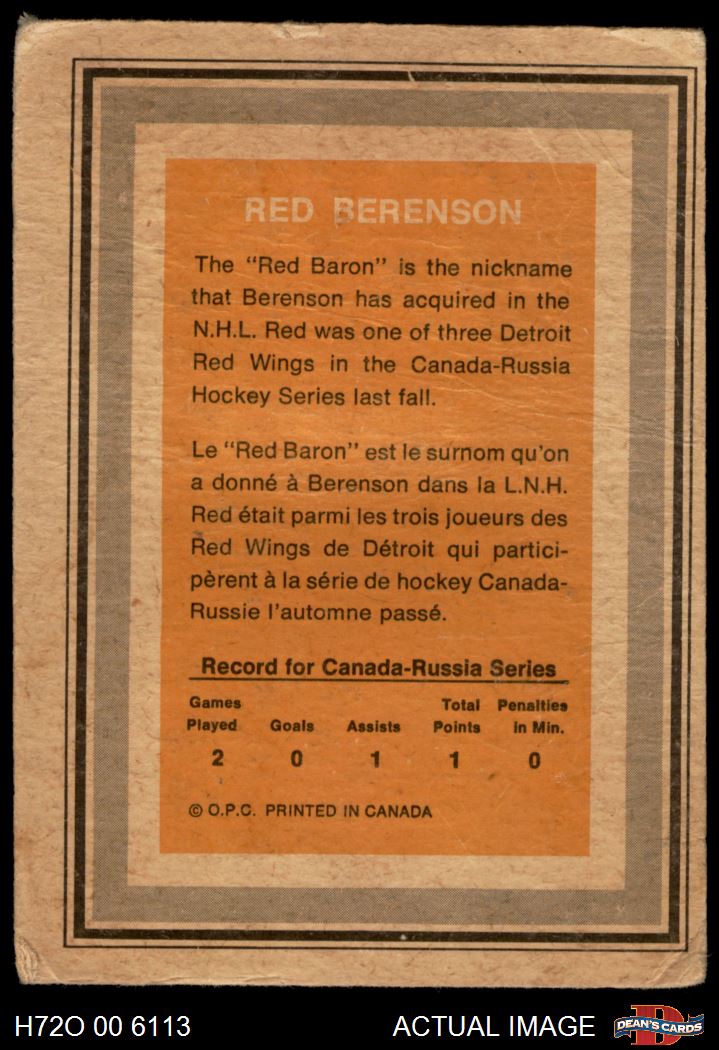 RED BERENSON
The "Red Baron" is the nickname
that Berenson has acquired in the
N.H.L. Red was one of three Detroit
Red Wings in the Canada-Russia
Hockey Series last fall.
Le "Red Baron" est le surnom qu'on
a donné à Berenson dans la L.N.H.
Red était parmi les trois joueurs des
Red Wings de Détroit qui partici-
pèrent à la série de hockey Canada-
Russie l'automne passé.
Record for Canada-Russia Series
Games Played Goals Assists Total Points Penalties in Min.
2 0 1 1 0
© O.P.C. PRINTED IN CANADA
H72O 00 6113 ACTUAL IMAGE D DEAN'S CARDS